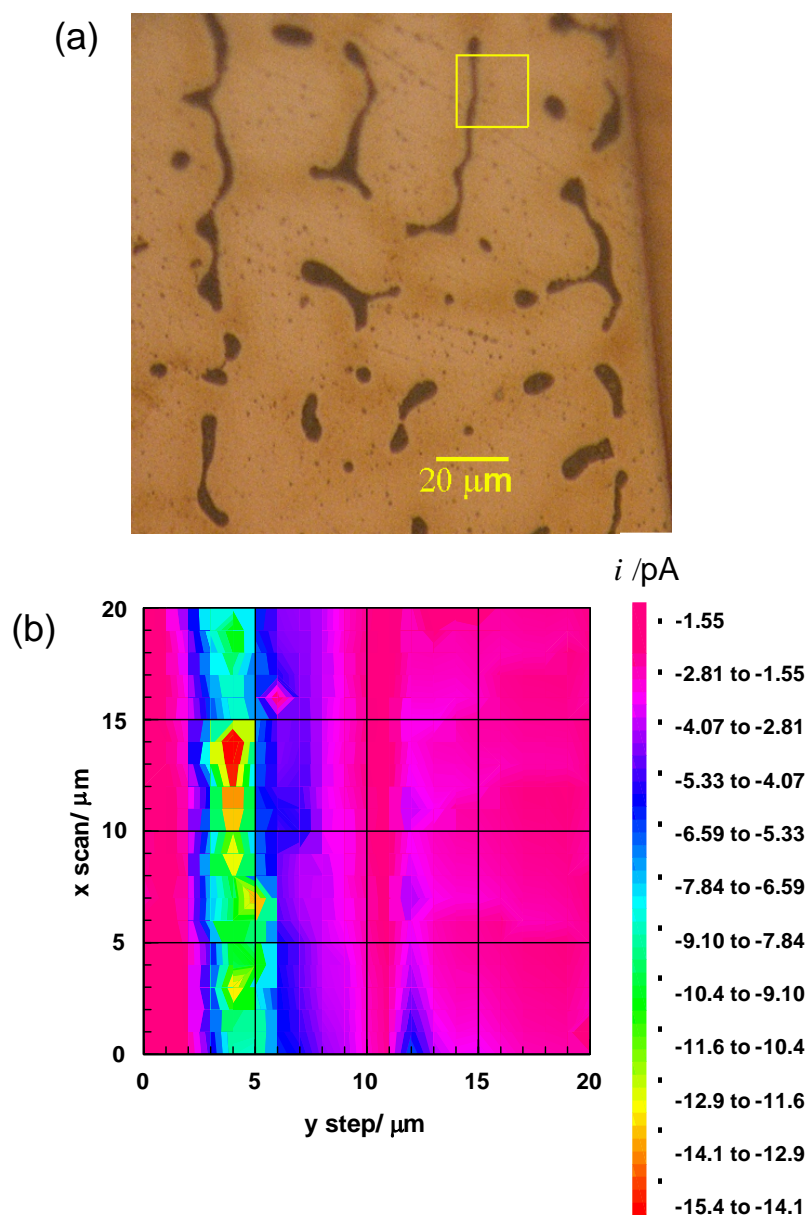 (a)
20 μm
i /pA
(b)
20
15
10
5
0
x scan/ μm
0 5 10 15 20
y step/ μm
-1.55
-2.81 to -1.55
-4.07 to -2.81
-5.33 to -4.07
-6.59 to -5.33
-7.84 to -6.59
-9.10 to -7.84
-10.4 to -9.10
-11.6 to -10.4
-12.9 to -11.6
-14.1 to -12.9
-15.4 to -14.1